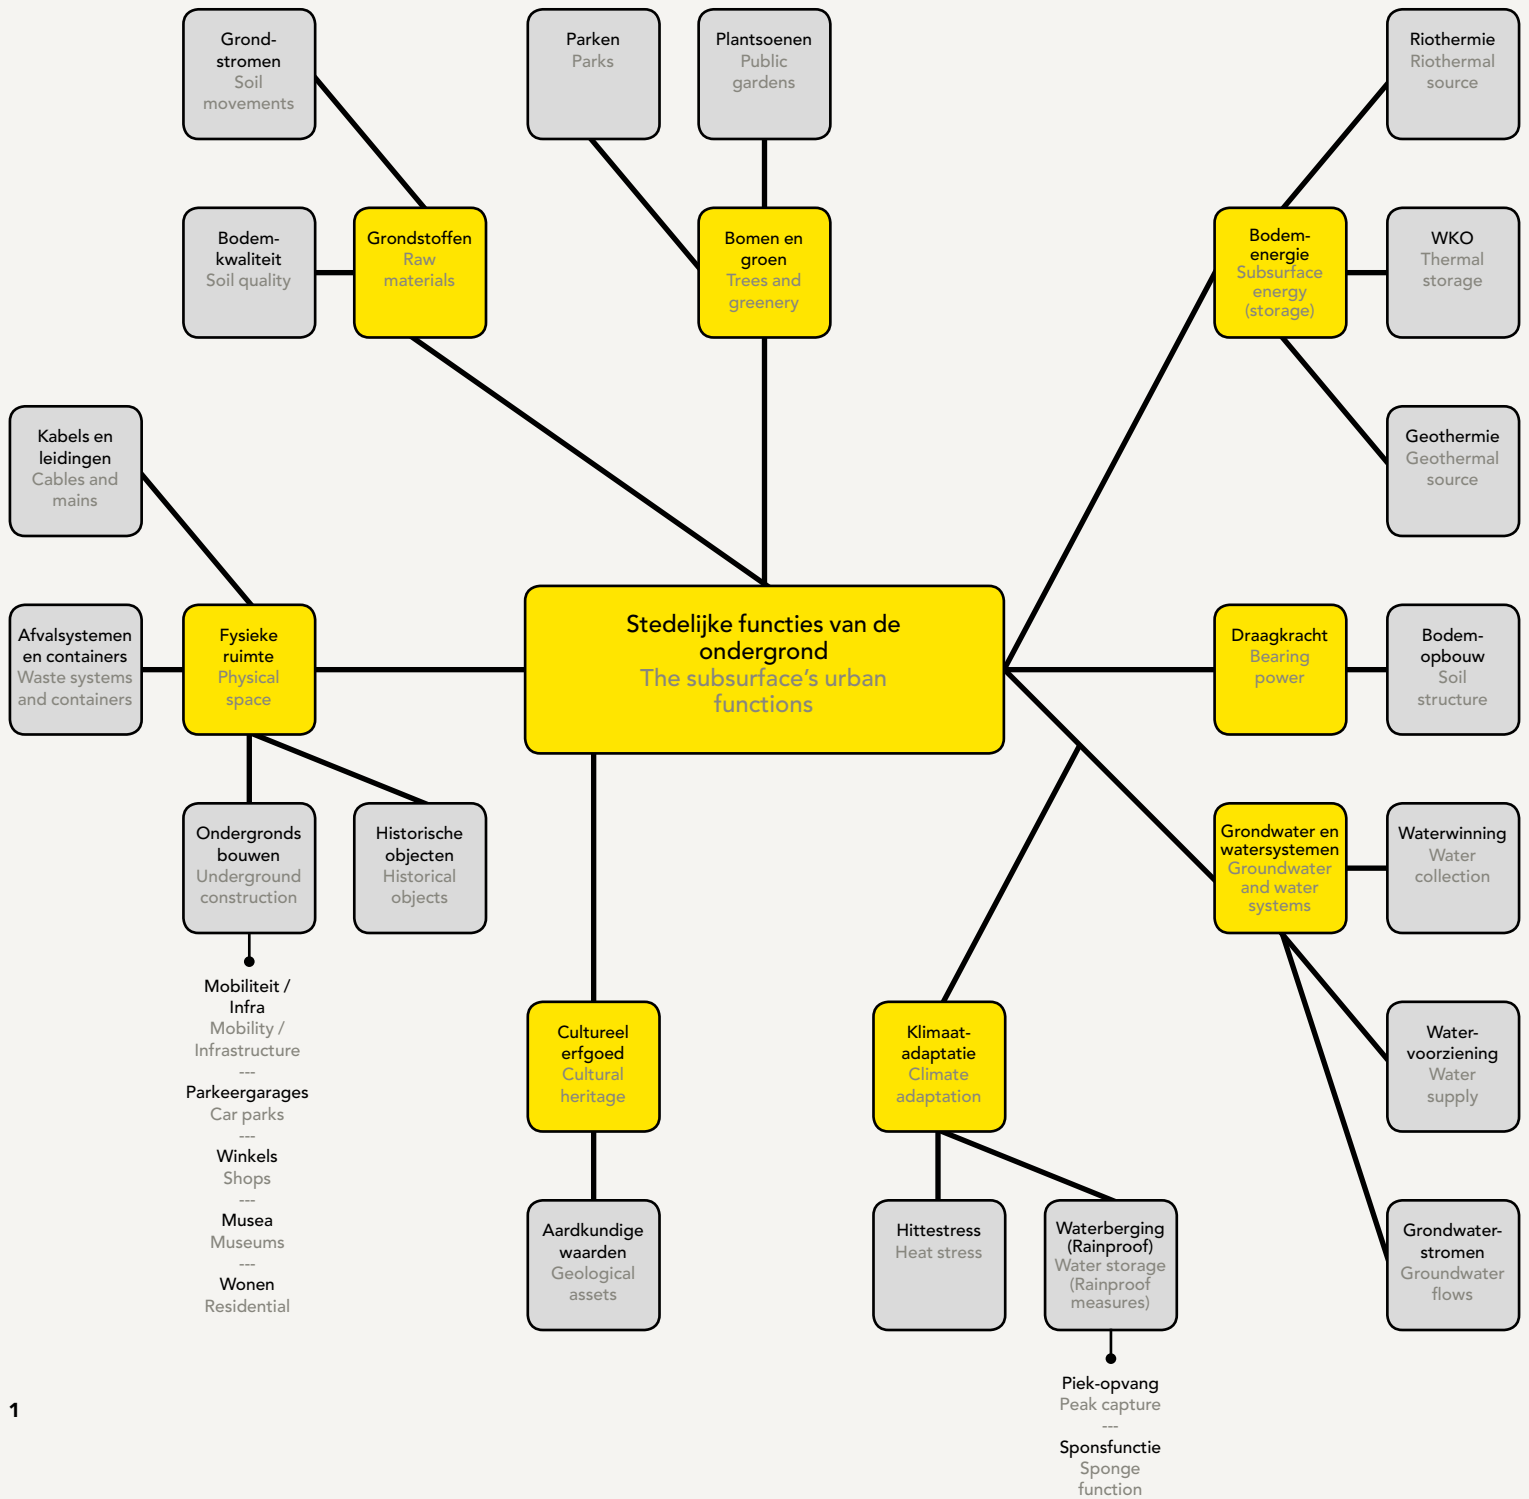 Grond-
stromen
Soil
movements
Parken
Parks
Plantsoenen
Public
gardens
Riothermie
Riothermal
source
Bodem-
kwaliteit
Soil quality
Grondstoffen
Raw
materials
Bomen en
groen
Trees and
greenery
Bodem-
energie
Subsurface
energy
(storage)
WKO
Thermal
storage
Kabels en
leidingen
Cables and
mains
Geothermie
Geothermal
source
Afvalsystemen
en containers
Waste systems
and containers
Fysieke
ruimte
Physical
space
Stedelijke functies van de
ondergrond
The subsurface's urban
functions
Draagkracht
Bearing
power
Bodem-
opbouw
Soil
structure
Ondergronds
bouwen
Underground
construction
Historische
objecten
Historical
objects
Grondwater en
watersystemen
Groundwater
and water
systems
Waterwinning
Water
collection
Mobiliteit /
Infra
Mobility /
Infrastructure
---
Parkeergarages
Car parks
---
Winkels
Shops
---
Musea
Museums
---
Wonen
Residential
Cultureel
erfgoed
Cultural
heritage
Klimaat-
adaptatie
Climate
adaptation
Water-
voorziening
Water
supply
Aardkundige
waarden
Geological
assets
Hittestress
Heat stress
Waterberging
(Rainproof)
Water storage
(Rainproof
measures)
Grondwater-
stromen
Groundwater
flows
Piek-opvang
Peak capture
---
Sponsfunctie
Sponge
function
1